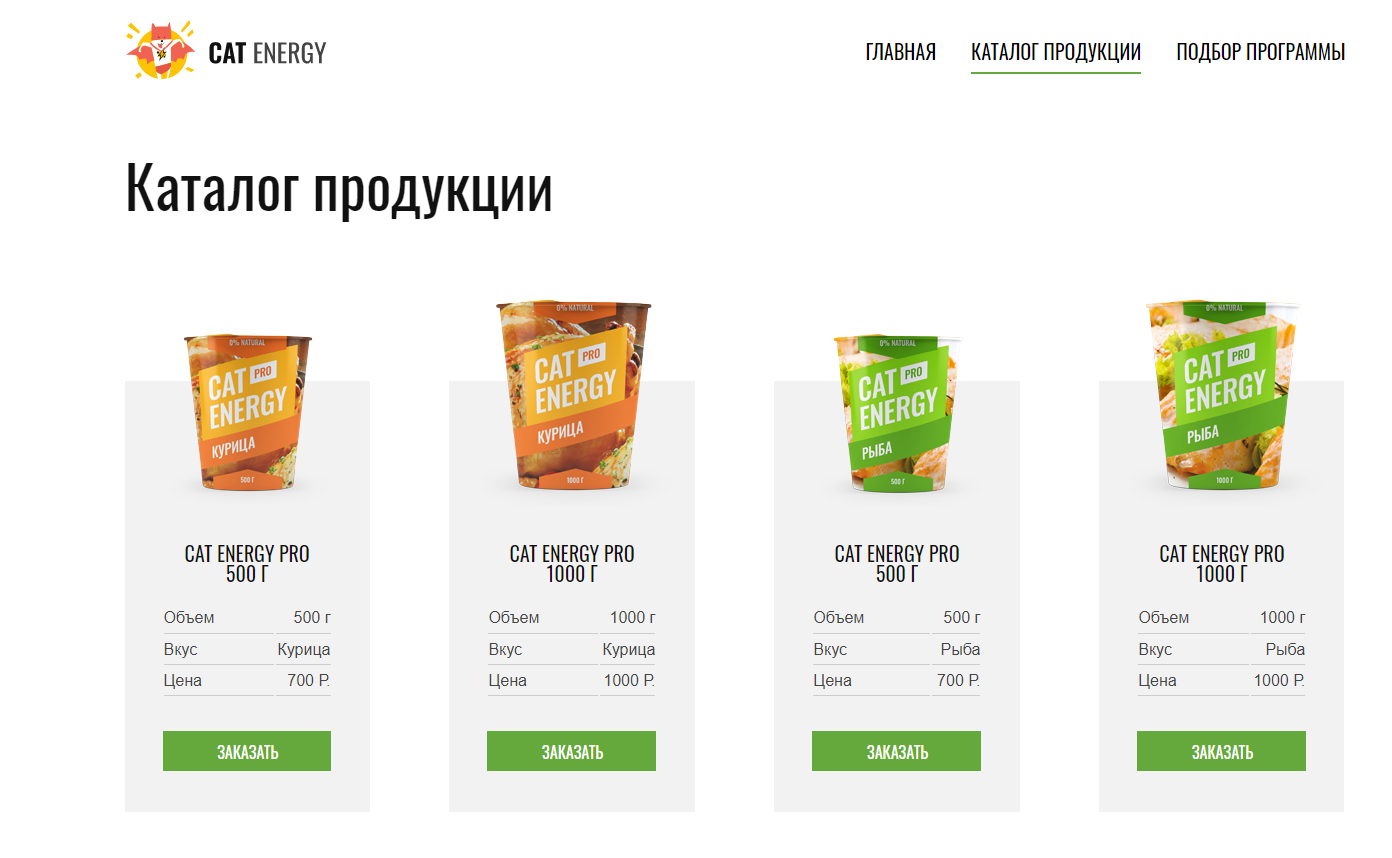 CAT ENERGY
ГЛАВНАЯ КАТАЛОГ ПРОДУКЦИИ ПОДБОР ПРОГРАММЫ
Каталог продукции
0% NATURAL
CAT PRO
ENERGY
КУРИЦА
500 Г
CAT ENERGY PRO
500 Г
Объем 500 г
Вкус Курица
Цена 700 Р.
ЗАКАЗАТЬ
0% NATURAL
CAT PRO
ENERGY
КУРИЦА
1000 Г
CAT ENERGY PRO
1000 Г
Объем 1000 г
Вкус Курица
Цена 1000 Р.
ЗАКАЗАТЬ
0% NATURAL
CAT PRO
ENERGY
РЫБА
500 Г
CAT ENERGY PRO
500 Г
Объем 500 г
Вкус Рыба
Цена 700 Р.
ЗАКАЗАТЬ
0% NATURAL
CAT PRO
ENERGY
РЫБА
1000 Г
CAT ENERGY PRO
1000 Г
Объем 1000 г
Вкус Рыба
Цена 1000 Р.
ЗАКАЗАТЬ